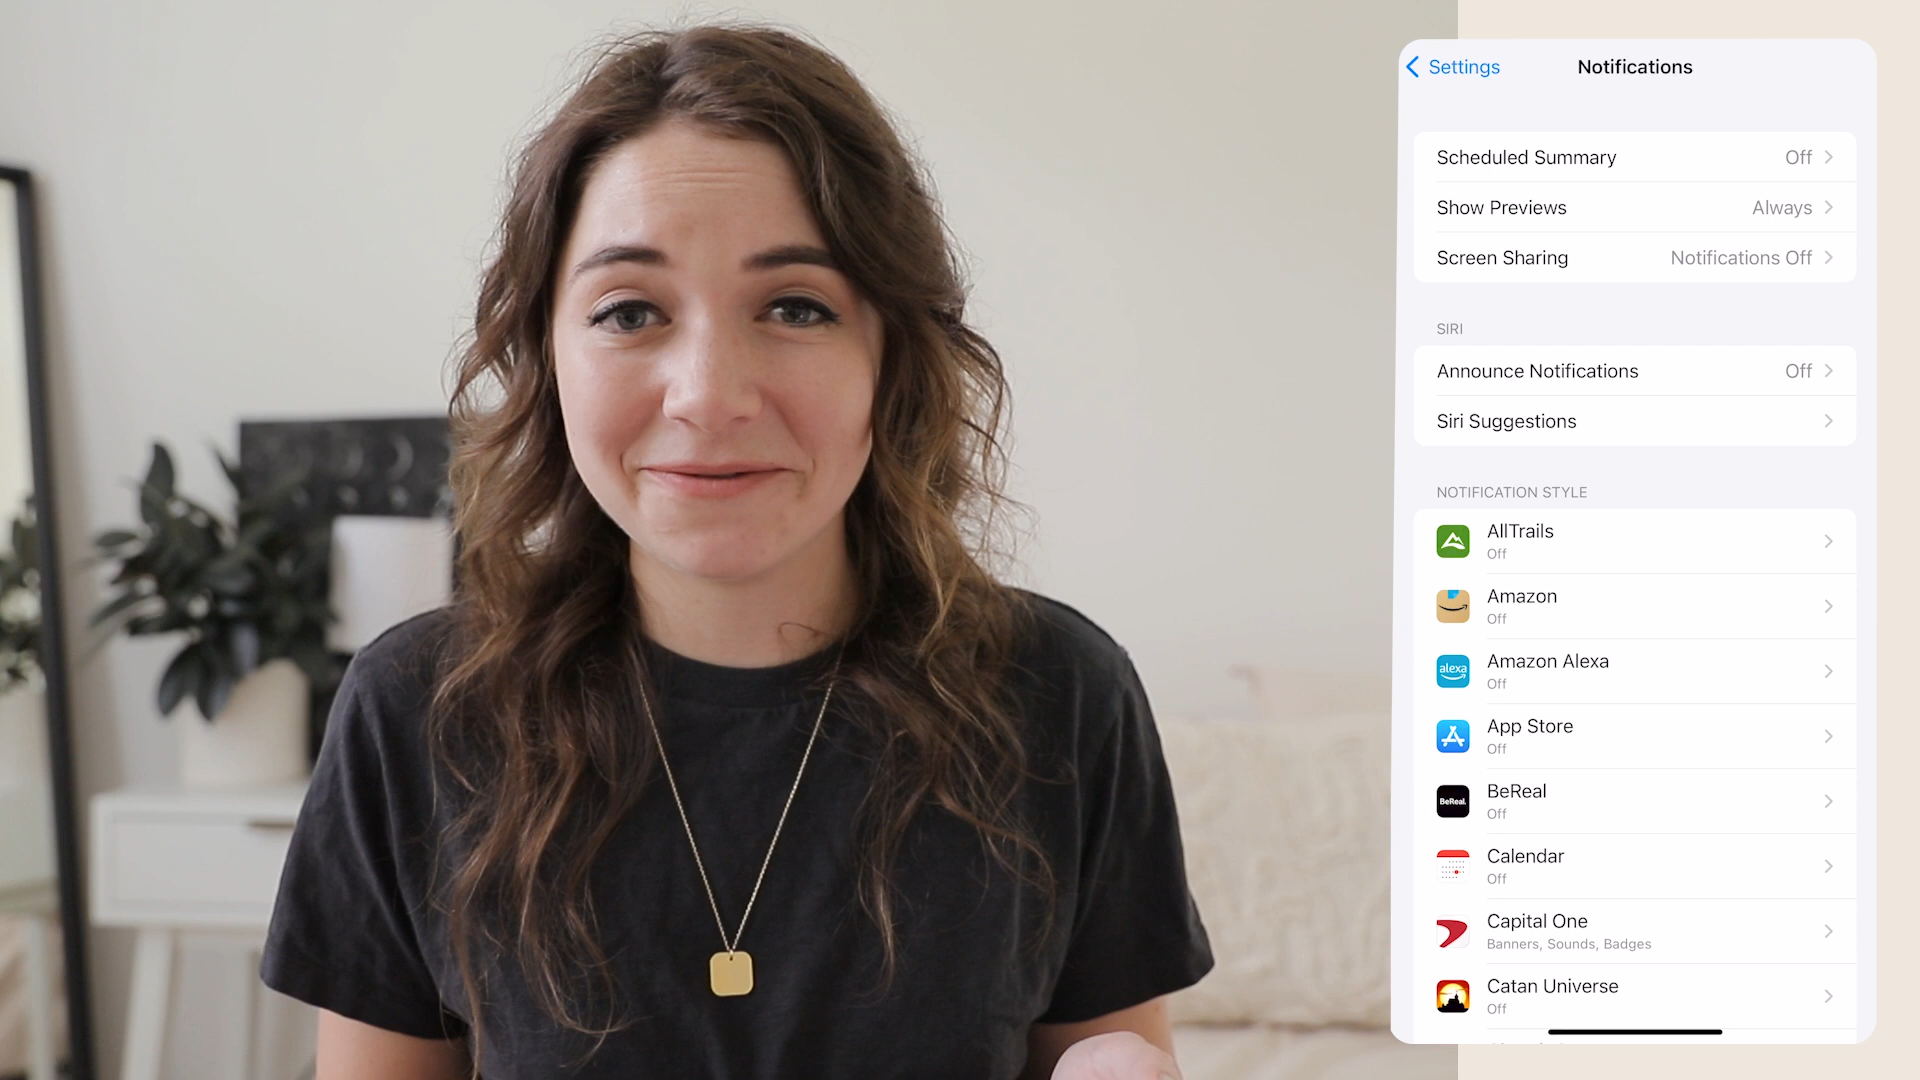 Settings
Notifications
Scheduled Summary Off
Show Previews Always
Screen Sharing Notifications Off
SIRI
Announce Notifications Off
Siri Suggestions
NOTIFICATION STYLE
AllTrails
Off
Amazon
Off
alexa
Amazon Alexa
Off
App Store
Off
BeReal.
BeReal
Off
Calendar
Off
Capital One
Banners, Sounds, Badges
Catan Universe
Off